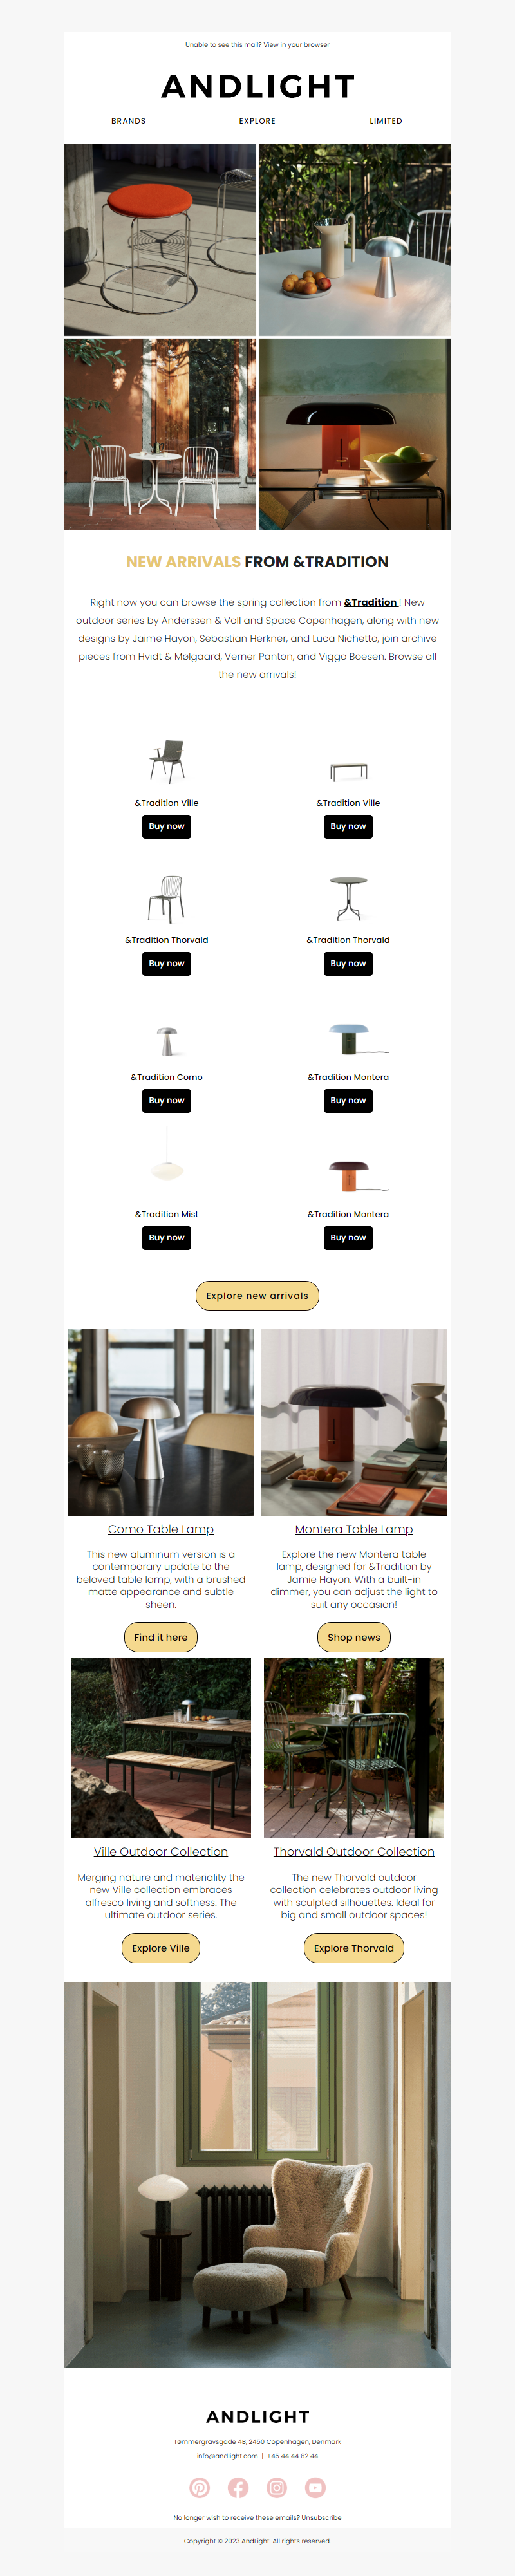 Unable to see this mail? View in your browser
ANDLIGHT
BRANDS EXPLORE LIMITED
NEW ARRIVALS FROM &TRADITION
Right now you can browse the spring collection from &Tradition ! New
outdoor series by Anderssen & Voll and Space Copenhagen, along with new
designs by Jaime Hayon, Sebastian Herkner, and Luca Nichetto, join archive
pieces from Hvidt & Mølgaard, Verner Panton, and Viggo Boesen. Browse all
the new arrivals!
&Tradition Ville
Buy now
&Tradition Ville
Buy now
&Tradition Thorvald
Buy now
&Tradition Thorvald
Buy now
&Tradition Como
Buy now
&Tradition Montera
Buy now
&Tradition Mist
Buy now
&Tradition Montera
Buy now
Explore new arrivals
Como Table Lamp
This new aluminum version is a
contemporary update to the
beloved table lamp, with a brushed
matte appearance and subtle
sheen.
Find it here
Montera Table Lamp
Explore the new Montera table
lamp, designed for &Tradition by
Jamie Hayon. With a built-in
dimmer, you can adjust the light to
suit any occasion!
Shop news
Ville Outdoor Collection
Merging nature and materiality the
new Ville collection embraces
alfresco living and softness. The
ultimate outdoor series.
Explore Ville
Thorvald Outdoor Collection
The new Thorvald outdoor
collection celebrates outdoor living
with sculpted silhouettes. Ideal for
big and small outdoor spaces!
Explore Thorvald
ANDLIGHT
Tømmergravsgade 4B, 2450 Copenhagen, Denmark
info@andlight.com | +45 44 44 62 44
No longer wish to receive these emails? Unsubscribe
Copyright © 2023 AndLight. All rights reserved.